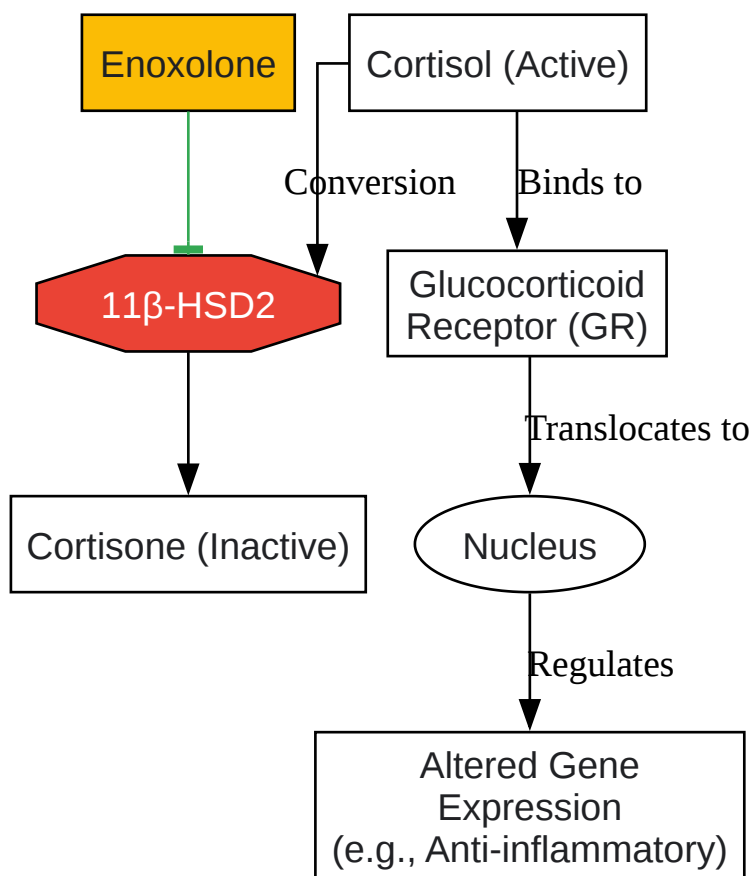 Enoxolone
Cortisol (Active)
Conversion
Binds to
11β-HSD2
Glucocorticoid
Receptor (GR)
Translocates to
Cortisone (Inactive)
Nucleus
Regulates
Altered Gene
Expression
(e.g., Anti-inflammatory)